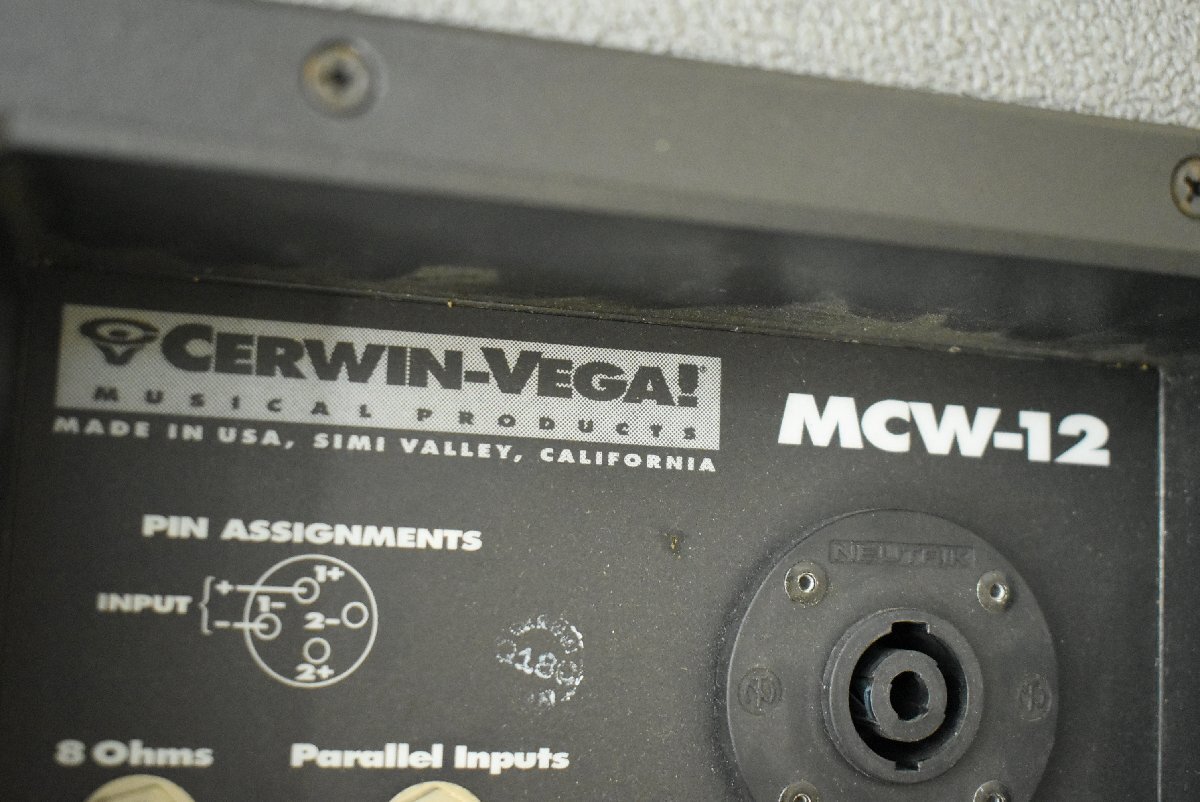 CERWIN-VEGA!
MUSICAL PRODUCTS
MADE IN USA, SIMI VALLEY, CALIFORNIA
MCW-12
PIN ASSIGNMENTS
INPUT
+
-
1+
1-
2-
2+
NEUTRIK
8 Ohms
Parallel Inputs